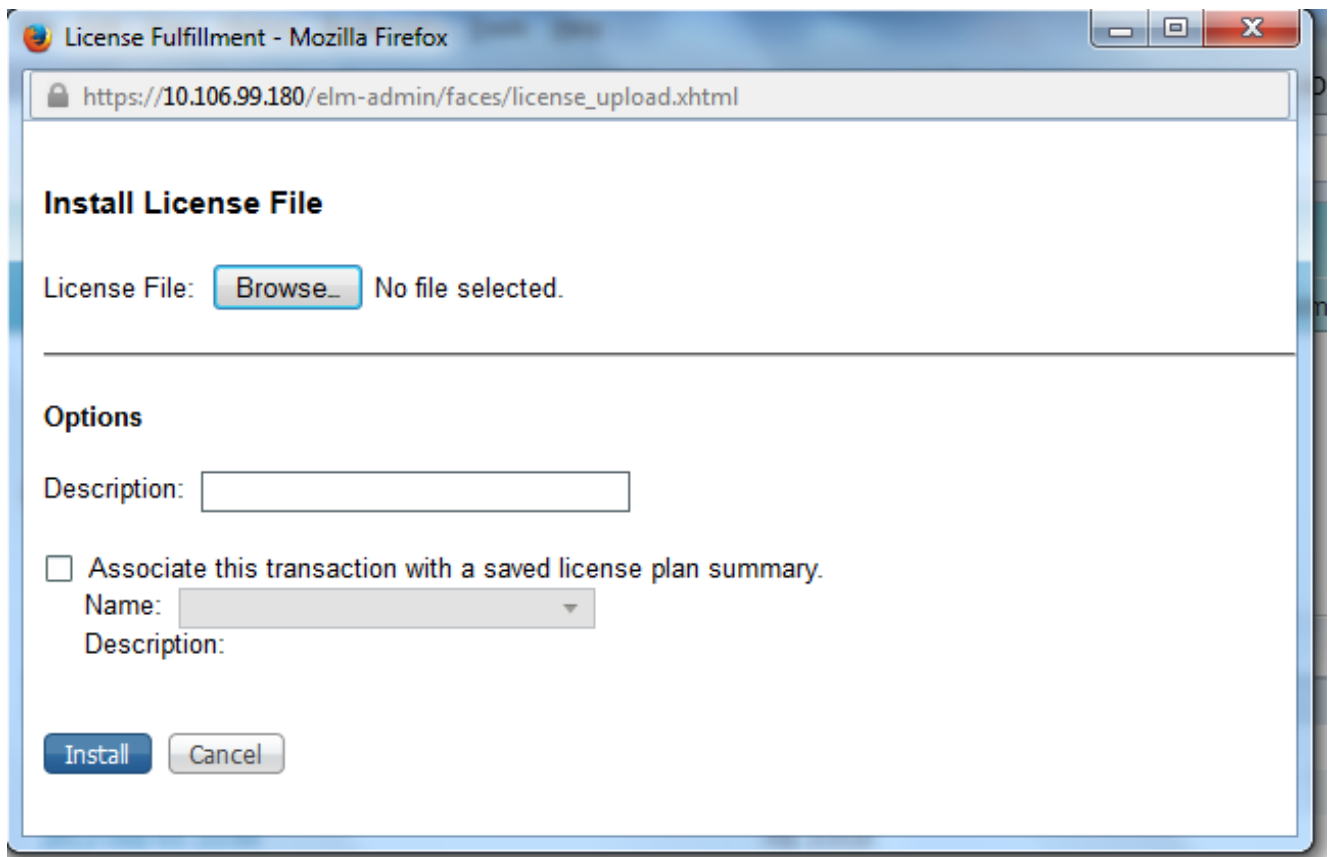 License Fulfillment - Mozilla Firefox
https://10.106.99.180/elm-admin/faces/license_upload.xhtml
Install License File
License File: Browse... No file selected.
Options
Description:
Associate this transaction with a saved license plan summary.
Name:
Description:
Install Cancel